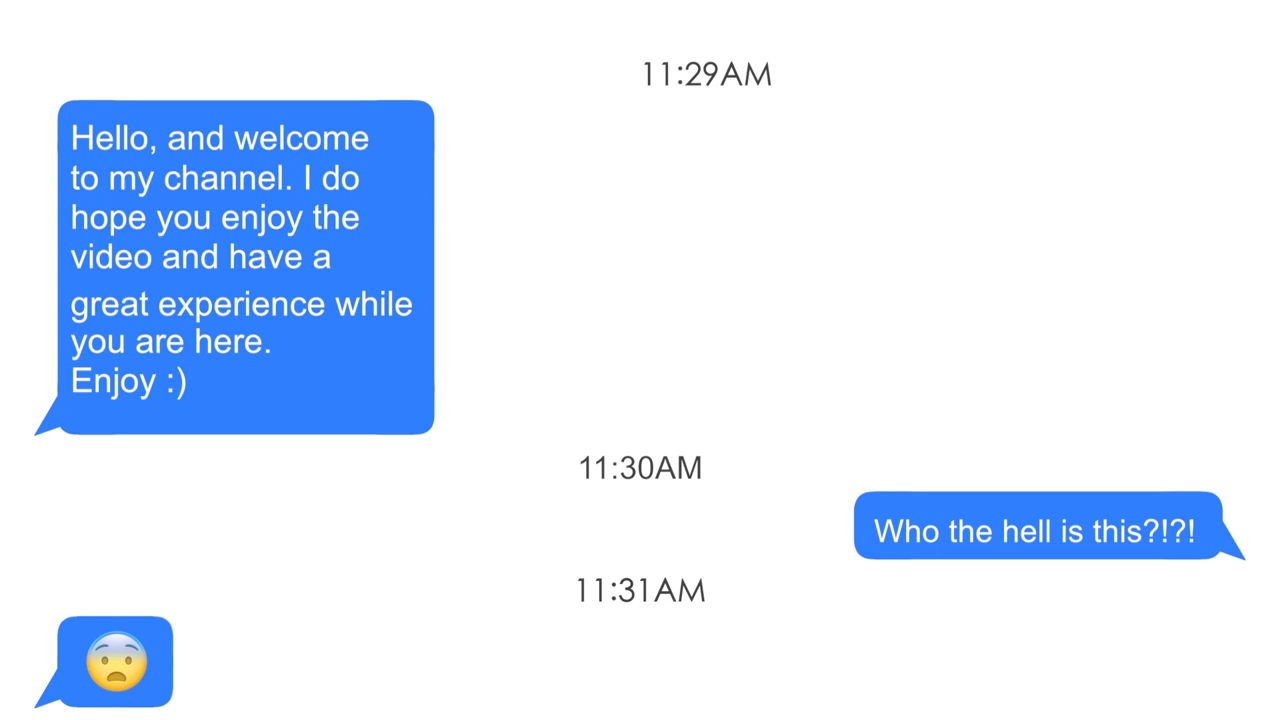 11:29AM
Hello, and welcome
to my channel. I do
hope you enjoy the
video and have a
great experience while
you are here.
Enjoy :)
11:30AM
Who the hell is this?!?!
11:31AM
😨